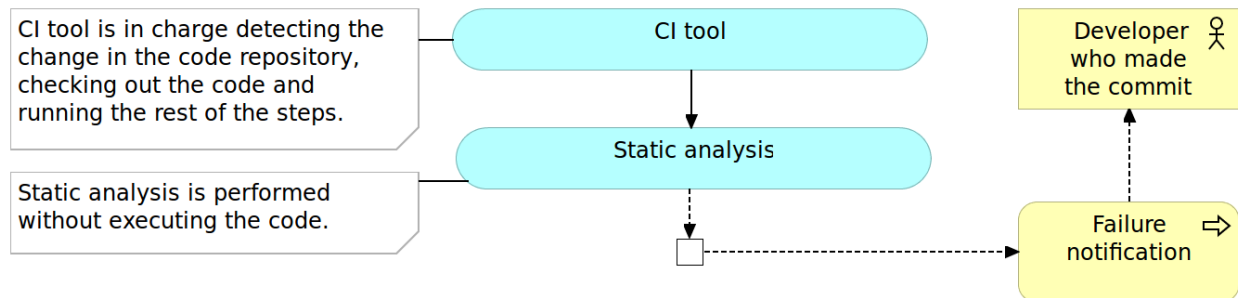 CI tool is in charge detecting the
change in the code repository,
checking out the code and
running the rest of the steps.
CI tool
Developer
who made
the commit
Static analysis
Static analysis is performed
without executing the code.
Failure
notification